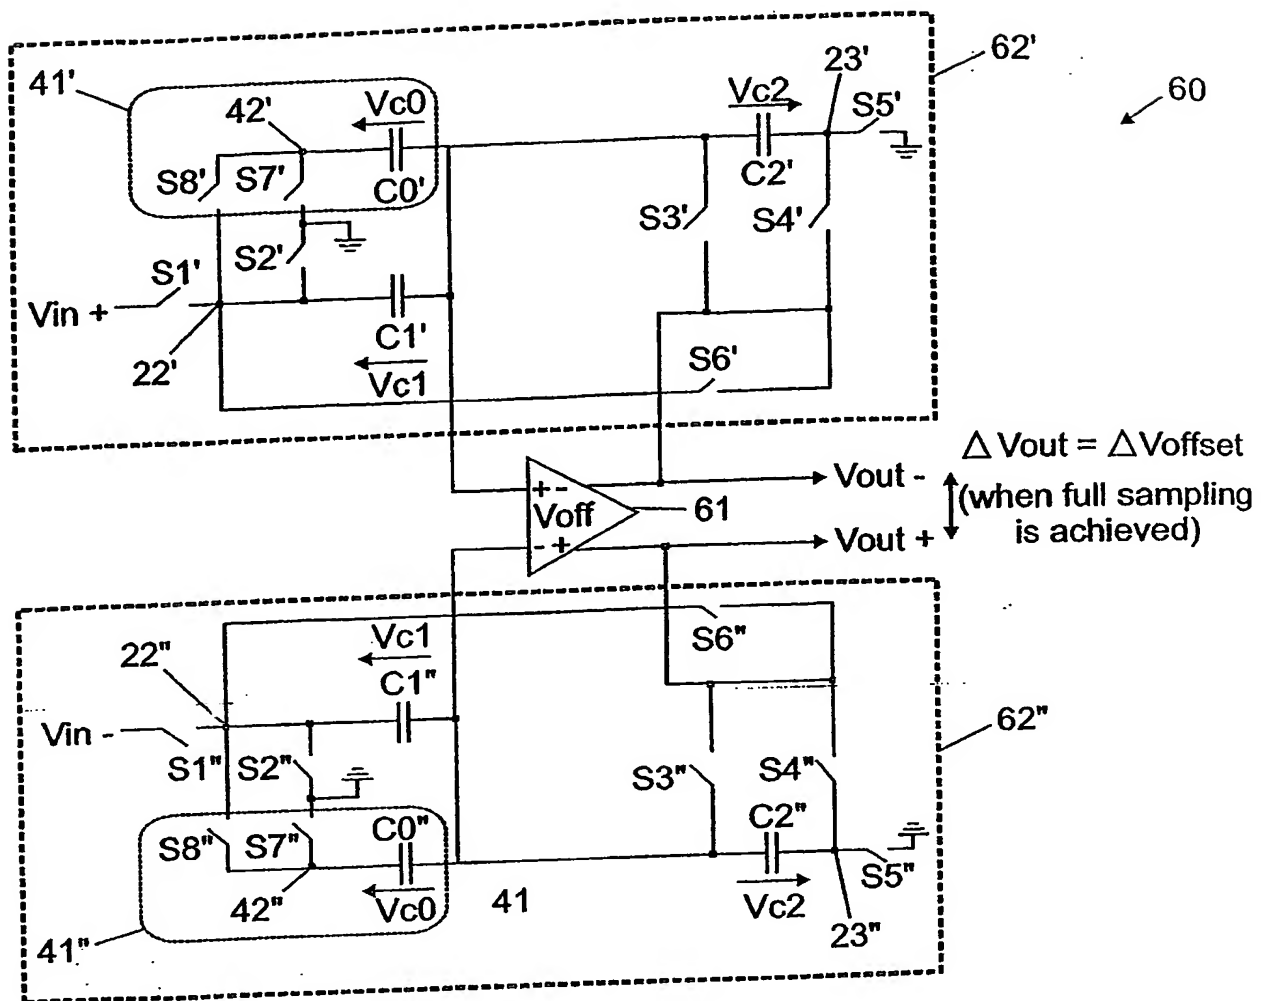 62'
60
41'
42'
Vc0
Vc2
23'
S5'
S8'
S7'
C0'
C2'
S3'
S4'
S2'
S1'
Vin +
C1'
22'
Vc1
S6'
△ Vout = △ Voffset
(when full sampling
is achieved)
+ -
Voff
- +
61
Vout -
Vout +
S6"
22"
Vc1
C1"
Vin -
S1"
S2"
S3"
S4"
62"
S8"
S7"
C0"
C2"
S5"
42"
Vc0
41
Vc2
23"
41"